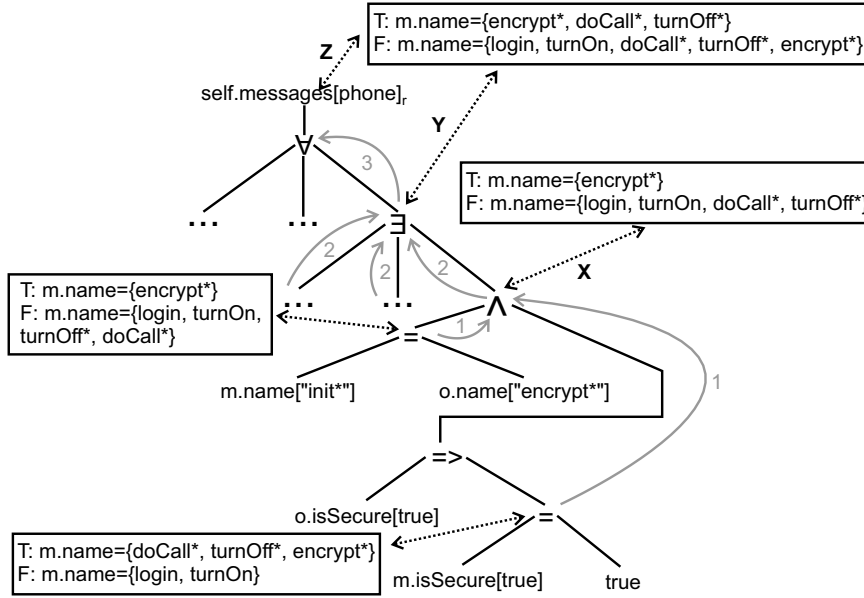 T: m.name={encrypt*, doCall*, turnOff*}
F: m.name={login, turnOn, doCall*, turnOff*, encrypt*}
Z
self.messages[phone]r
Y
∀
3
T: m.name={encrypt*}
F: m.name={login, turnOn, doCall*, turnOff*}
... ...
∃
2 2 2
X
T: m.name={encrypt*}
F: m.name={login, turnOn,
turnOff*, doCall*}
... ...
∧
1
=
m.name["init*"] o.name["encrypt*"]
1
=>
o.isSecure[true]
=
T: m.name={doCall*, turnOff*, encrypt*}
F: m.name={login, turnOn}
m.isSecure[true] true